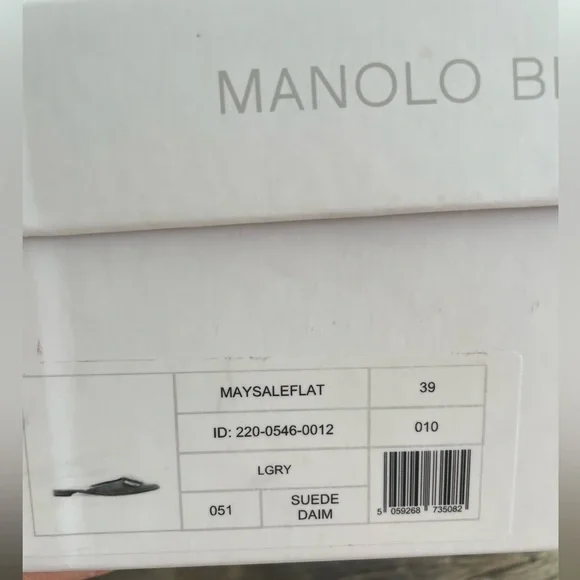 MANOLO Bl
MAYSALEFLAT 39
ID: 220-0546-0012 010
LGRY
051 SUEDE
DAIM
5 059268 735082